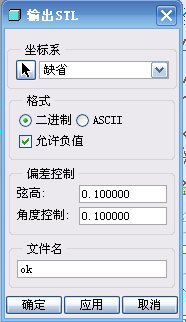 输出STL
坐标系
缺省
格式
二进制 ASCII
允许负值
偏差控制
弦高: 0.100000
角度控制: 0.100000
文件名
ok
确定 应用 取消